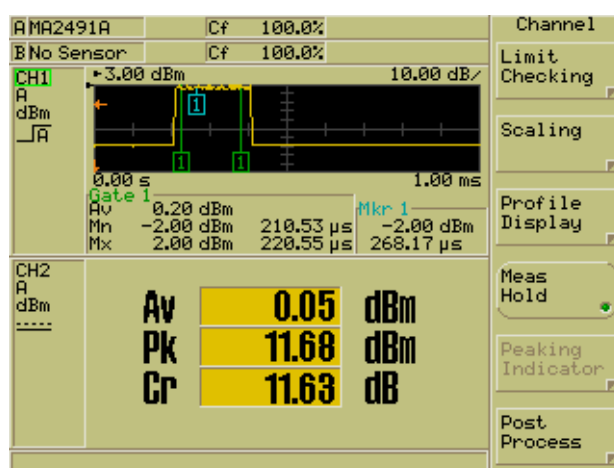 A MA2491A Cf 100.0%
B No Sensor Cf 100.0%
CH1
A
dBm
A
3.00 dBm 10.00 dB/
1
1 1
0.00 s 1.00 ms
Gate 1
Av 0.20 dBm
Mn -2.00 dBm 210.53 µs
Mx 2.00 dBm 220.55 µs
Mkr 1
-2.00 dBm
268.17 µs
CH2
A
dBm
Av 0.05 dBm
Pk 11.68 dBm
Cr 11.63 dB
Channel
Limit
Checking
Scaling
Profile
Display
Meas
Hold
Peaking
Indicator
Post
Process